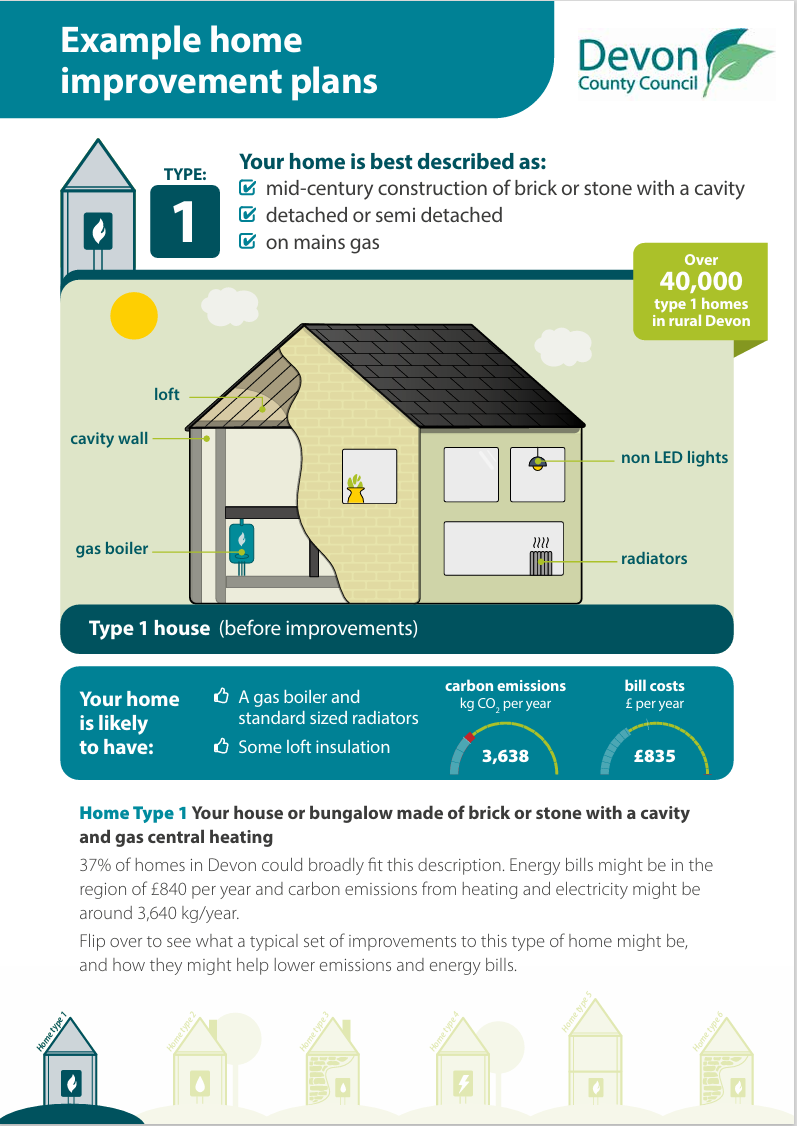 Example home
improvement plans
Devon
County Council
TYPE:
1
Your home is best described as:
mid-century construction of brick or stone with a cavity
detached or semi detached
on mains gas
Over
40,000
type 1 homes
in rural Devon
loft
cavity wall
non LED lights
gas boiler
radiators
Type 1 house (before improvements)
Your home
is likely
to have:
A gas boiler and
standard sized radiators
Some loft insulation
carbon emissions
kg CO₂ per year
3,638
bill costs
£ per year
£835
Home Type 1 Your house or bungalow made of brick or stone with a cavity
and gas central heating
37% of homes in Devon could broadly fit this description. Energy bills might be in the
region of £840 per year and carbon emissions from heating and electricity might be
around 3,640 kg/year.
Flip over to see what a typical set of improvements to this type of home might be,
and how they might help lower emissions and energy bills.
Home type 1
Home type 2
Home type 3
Home type 4
Home type 5
Home type 6